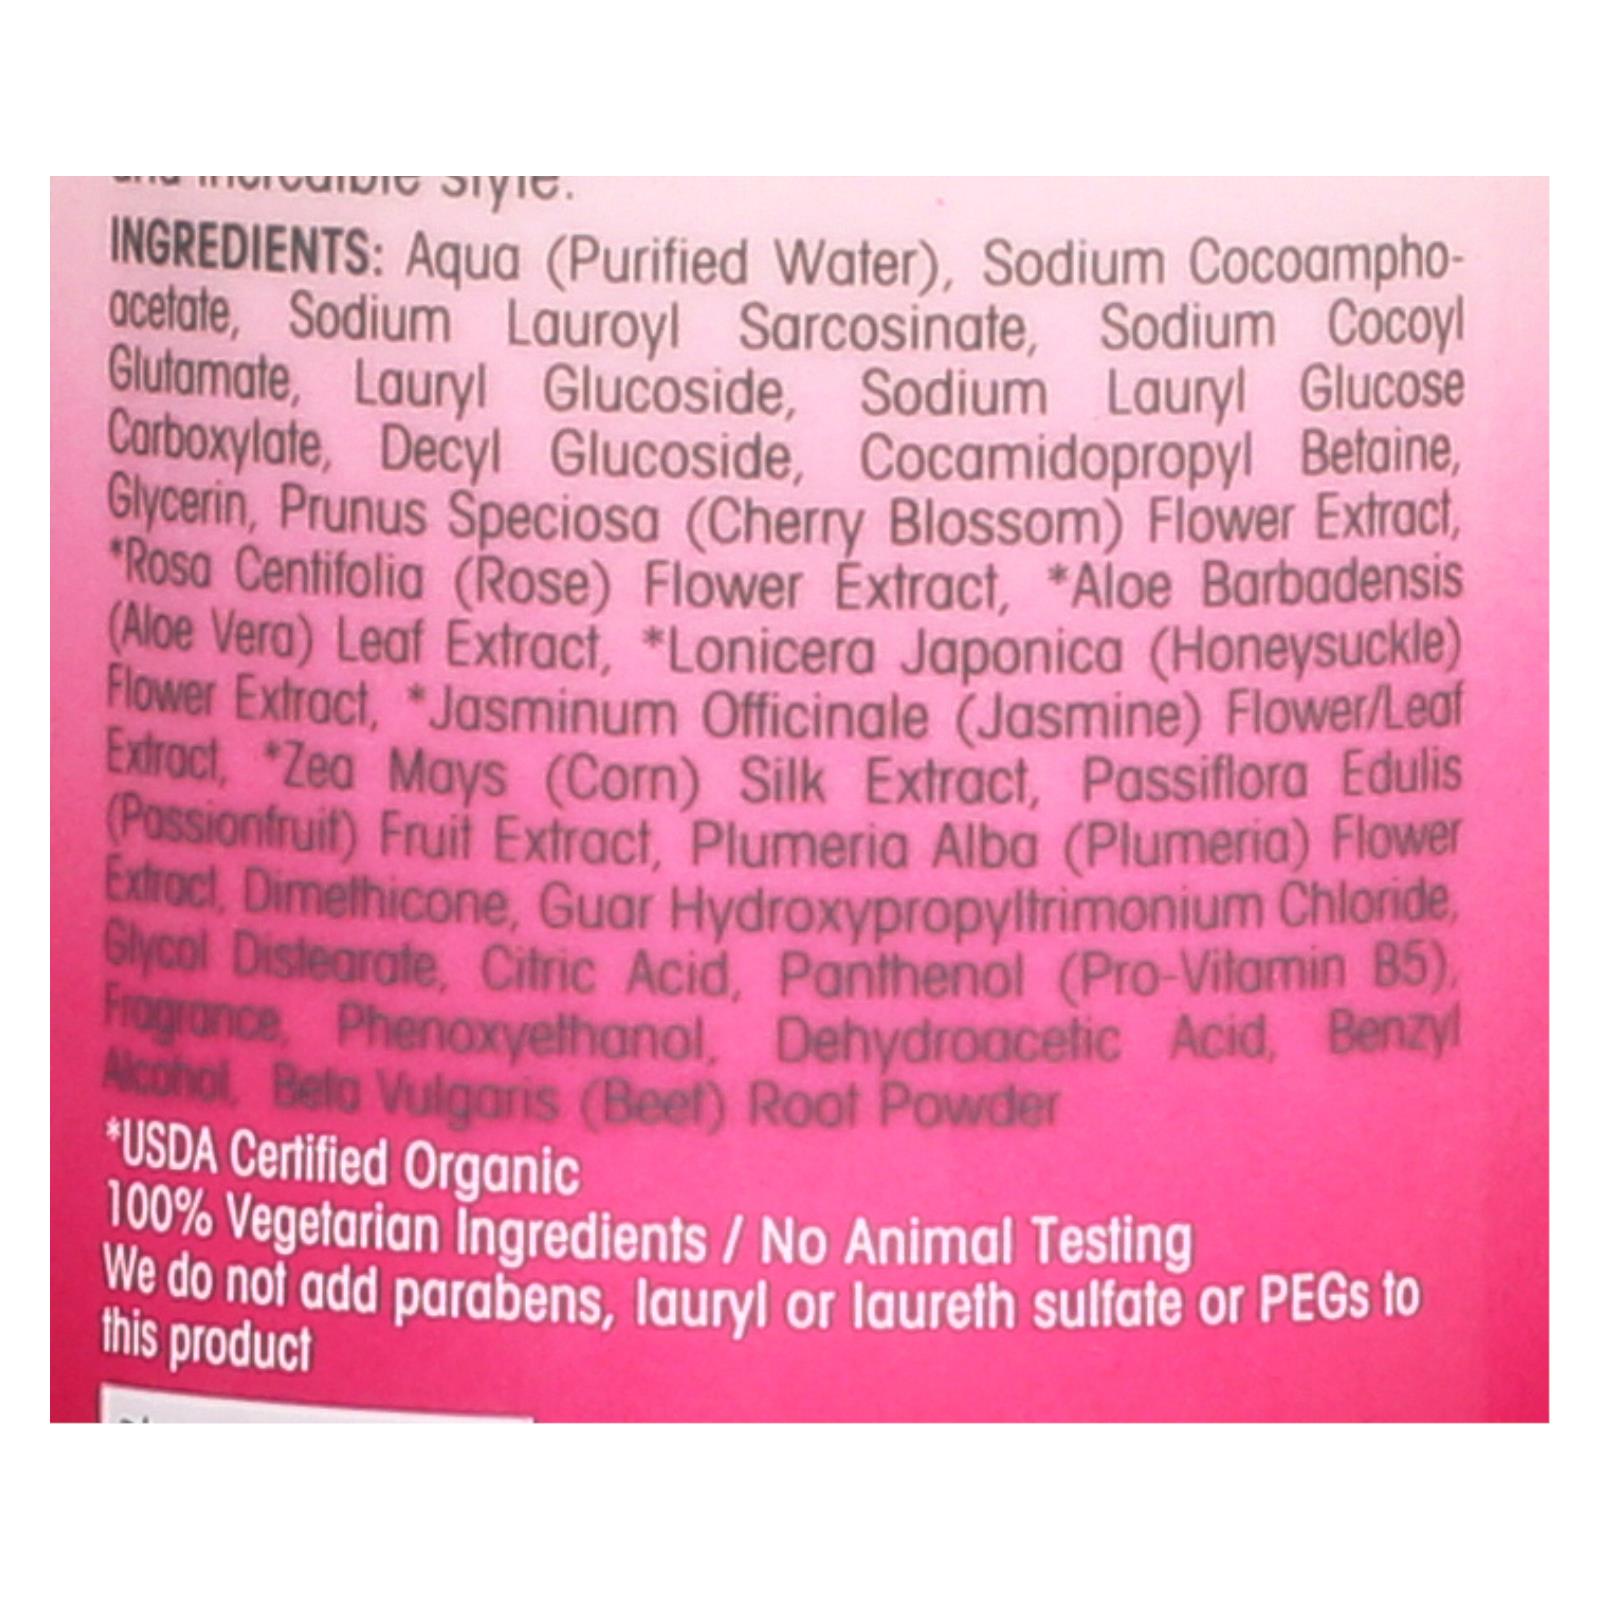 and incredible style.
INGREDIENTS: Aqua (Purified Water), Sodium Cocoampho-
acetate, Sodium Lauroyl Sarcosinate, Sodium Cocoyl
Glutamate, Lauryl Glucoside, Sodium Lauryl Glucose
Carboxylate, Decyl Glucoside, Cocamidopropyl Betaine,
Glycerin, Prunus Speciosa (Cherry Blossom) Flower Extract,
*Rosa Centifolia (Rose) Flower Extract, *Aloe Barbadensis
(Aloe Vera) Leaf Extract, *Lonicera Japonica (Honeysuckle)
Flower Extract, *Jasminum Officinale (Jasmine) Flower/Leaf
Extract, *Zea Mays (Corn) Silk Extract, Passiflora Edulis
(Passionfruit) Fruit Extract, Plumeria Alba (Plumeria) Flower
Extract, Dimethicone, Guar Hydroxypropyltrimonium Chloride,
Glycol Distearate, Citric Acid, Panthenol (Pro-Vitamin B5),
Fragrance, Phenoxyethanol, Dehydroacetic Acid, Benzyl
Alcohol, Beta Vulgaris (Beet) Root Powder
*USDA Certified Organic
100% Vegetarian Ingredients / No Animal Testing
We do not add parabens, lauryl or laureth sulfate or PEGs to
this product